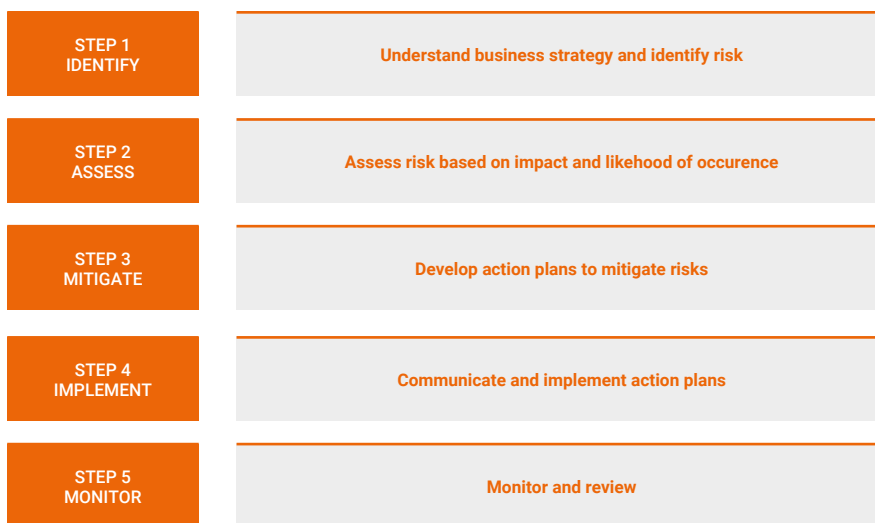 STEP 1
IDENTIFY
Understand business strategy and identify risk
STEP 2
ASSESS
Assess risk based on impact and likehood of occurence
STEP 3
MITIGATE
Develop action plans to mitigate risks
STEP 4
IMPLEMENT
Communicate and implement action plans
STEP 5
MONITOR
Monitor and review